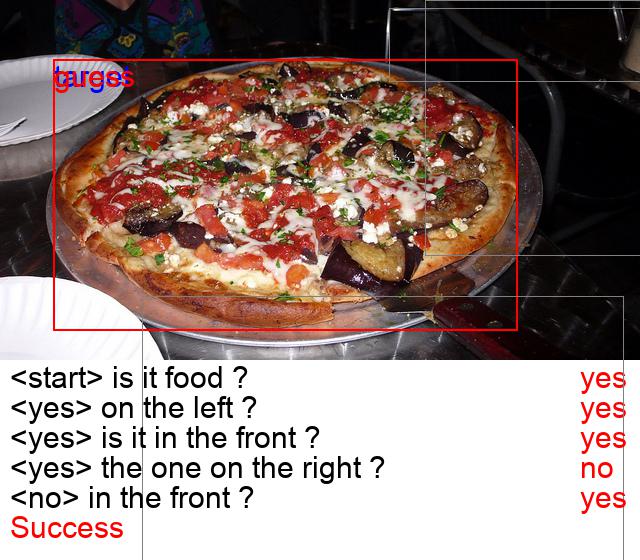 guess
<start> is it food ? yes
<yes> on the left ? yes
<yes> is it in the front ? yes
<yes> the one on the right ? no
<no> in the front ? yes
Success